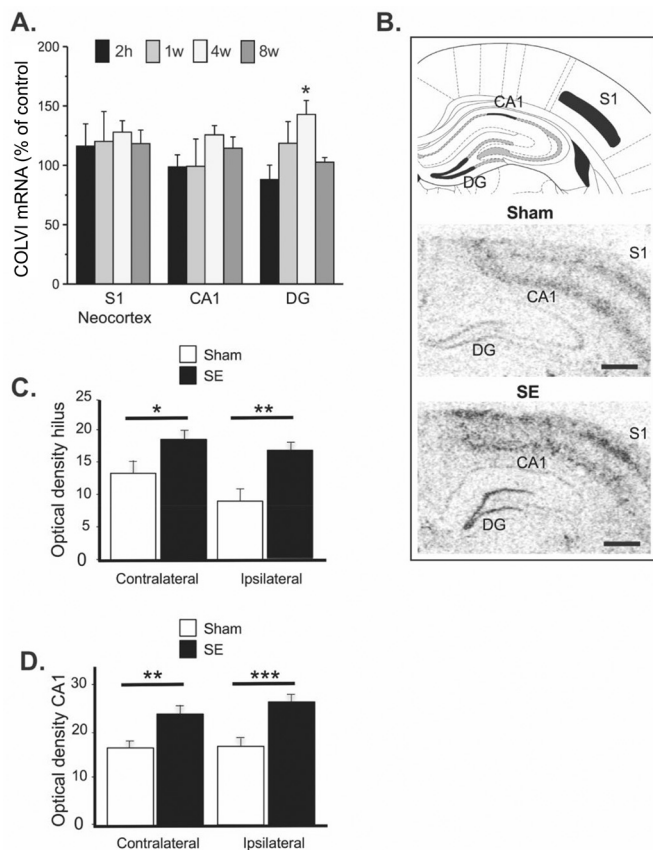 A.
COLVI mRNA (% of control)
200
150
100
50
0
2h 1w 4w 8w
*
S1 CA1 DG
Neocortex
B.
CA1
S1
DG
Sham
S1
CA1
DG
SE
S1
CA1
DG
C.
Sham
SE
Optical density hilus
25
20
15
10
5
0
* **
Contralateral Ipsilateral
D.
Sham
SE
Optical density CA1
30
20
10
0
** ***
Contralateral Ipsilateral